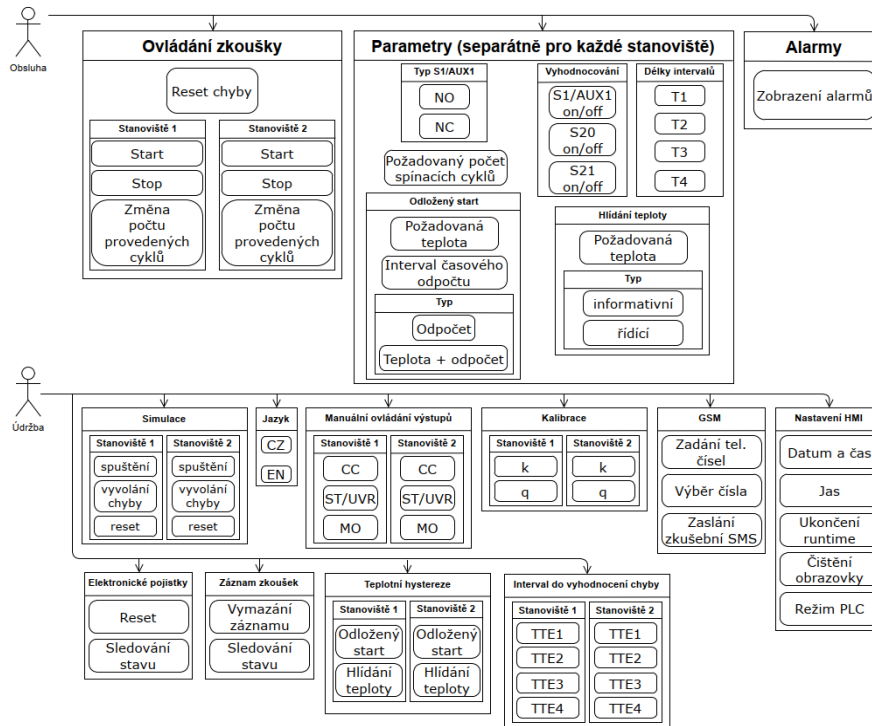 Obsluha
Ovládání zkoušky
Reset chyby
Stanoviště 1
Start
Stop
Změna
počtu
provedených
cyklů
Stanoviště 2
Start
Stop
Změna
počtu
provedených
cyklů
Parametry (separátně pro každé stanoviště)
Typ S1/AUX1
NO
NC
Požadovaný počet
spínacích cyklů
Vyhodnocování
S1/AUX1
on/off
S20
on/off
S21
on/off
Délky intervalů
T1
T2
T3
T4
Odložený start
Požadovaná
teplota
Interval časového
odpočtu
Typ
Odpočet
Teplota + odpočet
Hlídání teploty
Požadovaná
teplota
Typ
informativní
řídící
Alarmy
Zobrazení alarmů
Údržba
Simulace
Stanoviště 1
spuštění
vyvolání
chyby
reset
Stanoviště 2
spuštění
vyvolání
chyby
reset
Jazyk
CZ
EN
Manuální ovládání výstupů
Stanoviště 1
CC
ST/UVR
MO
Stanoviště 2
CC
ST/UVR
MO
Kalibrace
Stanoviště 1
k
q
Stanoviště 2
k
q
GSM
Zadání tel.
čísel
Výběr čísla
Zaslání
zkušební SMS
Nastavení HMI
Datum a čas
Jas
Ukončení
runtime
Čištění
obrazovky
Režim PLC
Elektronické pojistky
Reset
Sledování
stavu
Záznam zkoušek
Vymazání
záznamu
Sledování
stavu
Teplotní hystereze
Stanoviště 1
Odložený
start
Hlídání
teploty
Stanoviště 2
Odložený
start
Hlídání
teploty
Interval do vyhodnocení chyby
Stanoviště 1
TTE1
TTE2
TTE3
TTE4
Stanoviště 2
TTE1
TTE2
TTE3
TTE4